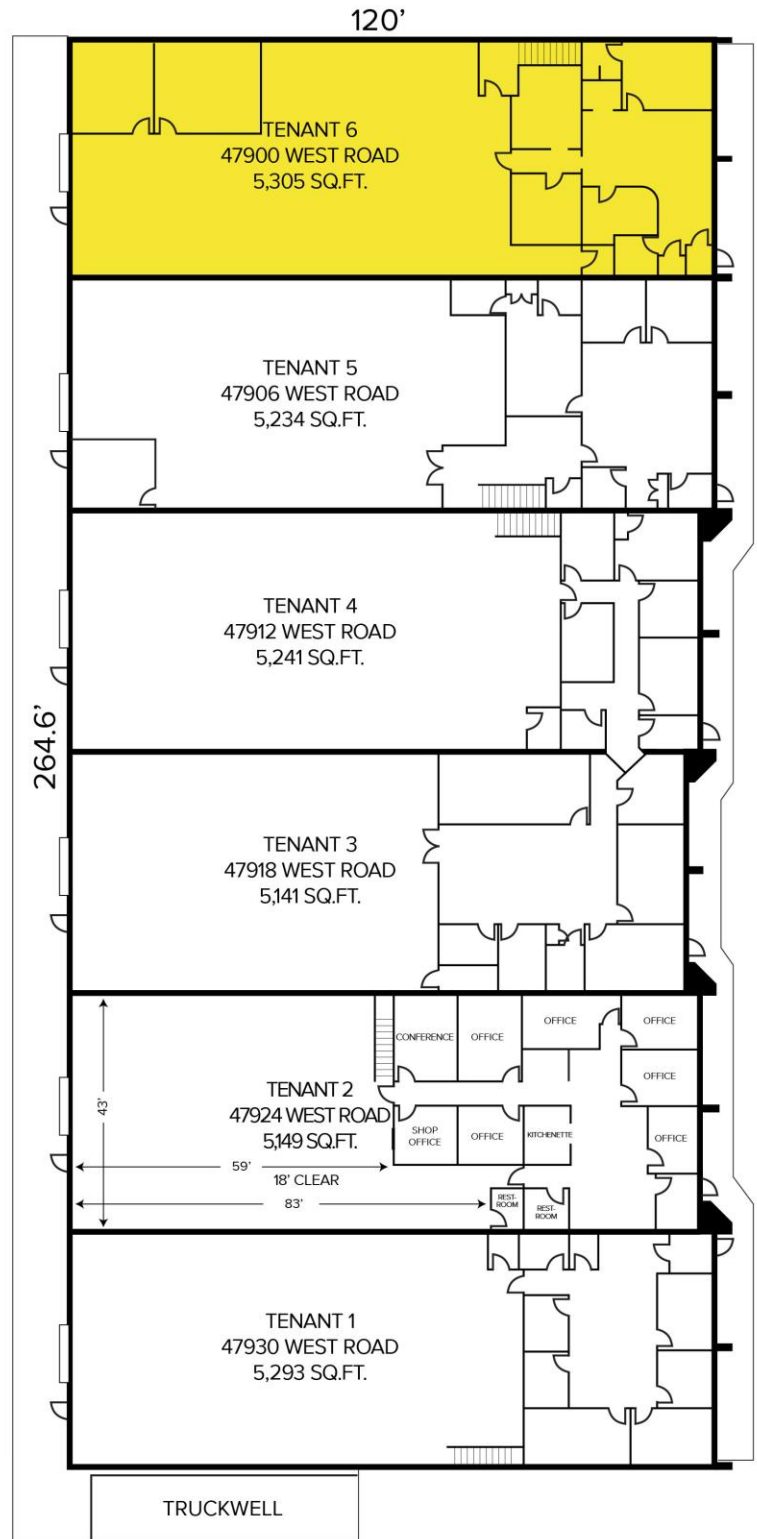 120'
TENANT 6
47900 WEST ROAD
5,305 SQ.FT.
TENANT 5
47906 WEST ROAD
5,234 SQ.FT.
TENANT 4
47912 WEST ROAD
5,241 SQ.FT.
264.6'
TENANT 3
47918 WEST ROAD
5,141 SQ.FT.
CONFERENCE
OFFICE
OFFICE
OFFICE
OFFICE
43'
TENANT 2
47924 WEST ROAD
5,149 SQ.FT.
SHOP
OFFICE
OFFICE
KITCHENETTE
OFFICE
59'
18' CLEAR
83'
REST-
ROOM
REST-
ROOM
TENANT 1
47930 WEST ROAD
5,293 SQ.FT.
TRUCKWELL